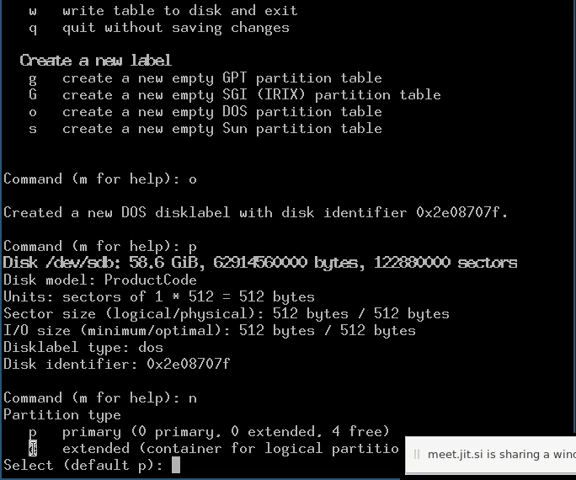 w   write table to disk and exit
q   quit without saving changes
Create a new label
g   create a new empty GPT partition table
G   create a new empty SGI (IRIX) partition table
o   create a new empty DOS partition table
s   create a new empty Sun partition table
Command (m for help): o
Created a new DOS disklabel with disk identifier 0x2e08707f.
Command (m for help): p
Disk /dev/sdb: 58.6 GiB, 62914560000 bytes, 122880000 sectors
Disk model: ProductCode
Units: sectors of 1 * 512 = 512 bytes
Sector size (logical/physical): 512 bytes / 512 bytes
I/O size (minimum/optimal): 512 bytes / 512 bytes
Disklabel type: dos
Disk identifier: 0x2e08707f
Command (m for help): n
Partition type
p   primary (0 primary, 0 extended, 4 free)
extended (container for logical partitio
Select (default p):
meet.jit.si is sharing a wind